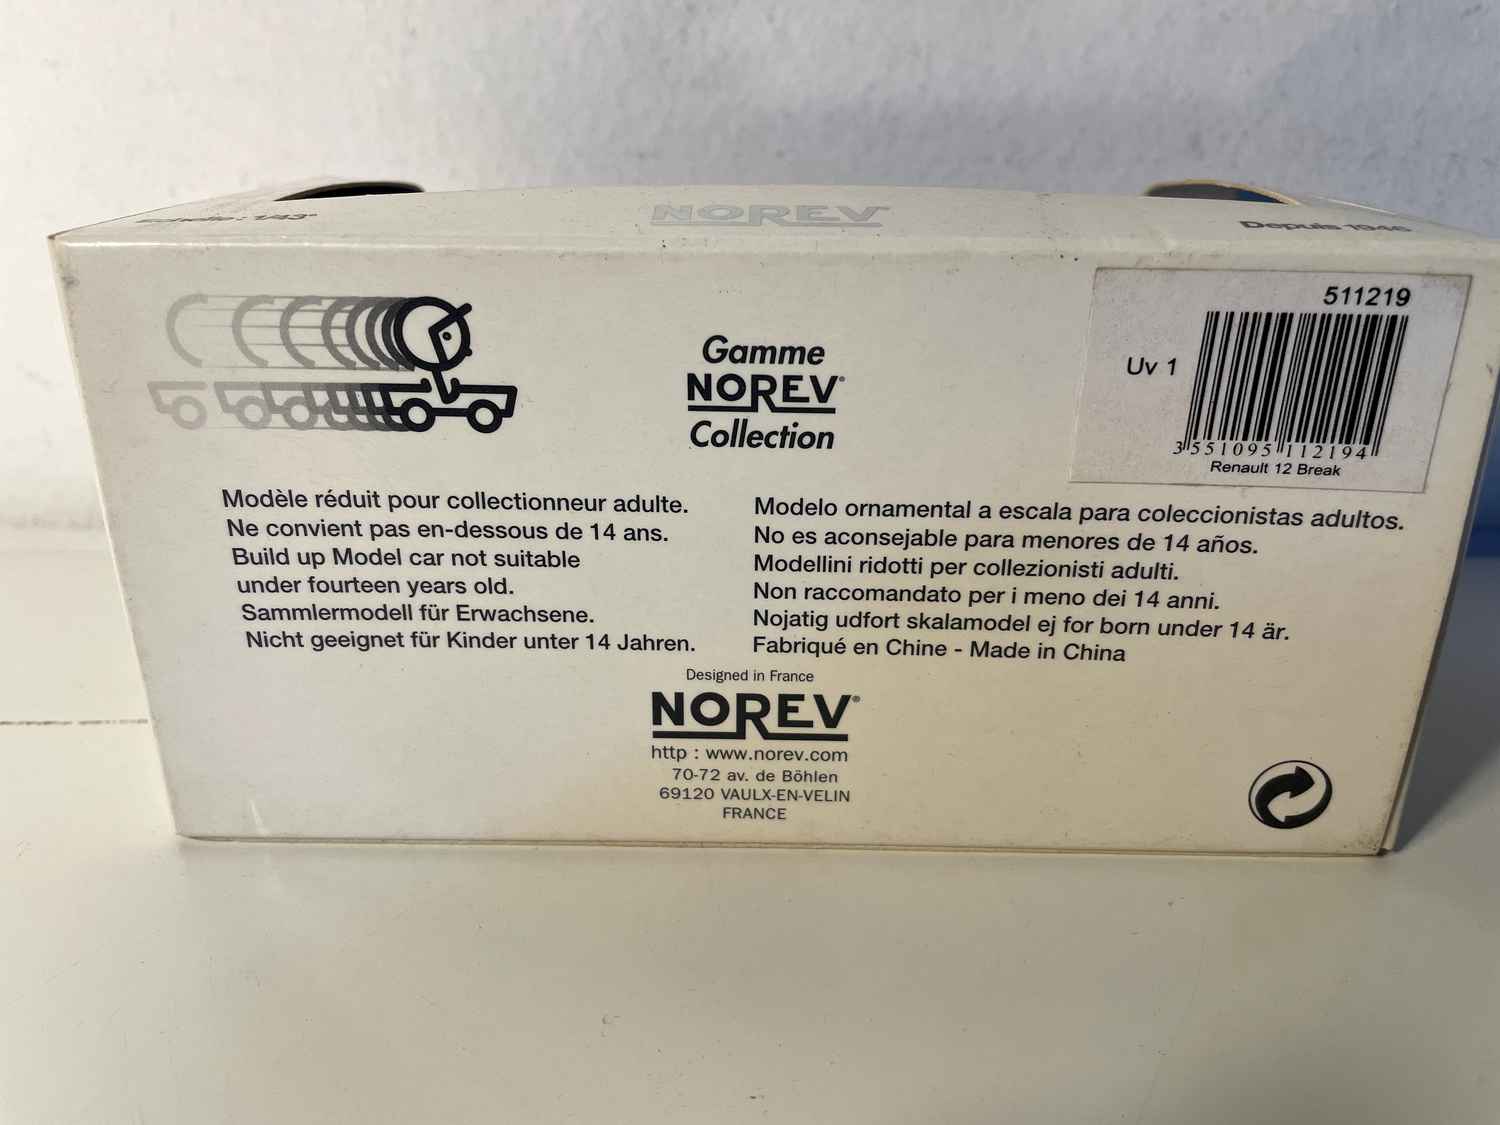 Echelle : 1/43°
NOREV
Depuis 1946
511219
Uv 1
3 551095 112194
Renault 12 Break
Gamme
NOREV®
Collection
Modèle réduit pour collectionneur adulte.
Ne convient pas en-dessous de 14 ans.
Build up Model car not suitable
under fourteen years old.
Sammlermodell für Erwachsene.
Nicht geeignet für Kinder unter 14 Jahren.
Modelo ornamental a escala para coleccionistas adultos.
No es aconsejable para menores de 14 años.
Modellini ridotti per collezionisti adulti.
Non raccomandato per i meno dei 14 anni.
Nojatig udfort skalamodel ej for born under 14 är.
Fabriqué en Chine - Made in China
Designed in France
NOREV®
http : www.norev.com
70-72 av. de Böhlen
69120 VAULX-EN-VELIN
FRANCE